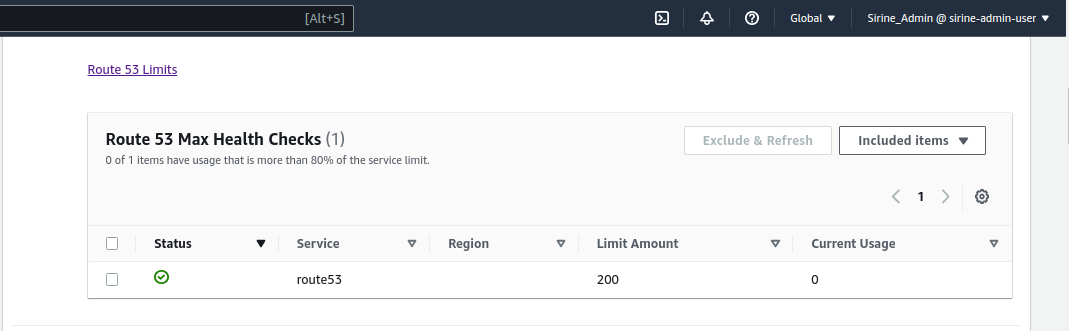 [Alt+S] Global Sirine_Admin @ sirine-admin-user
Route 53 Limits
Route 53 Max Health Checks (1) Exclude & Refresh Included items
0 of 1 items have usage that is more than 80% of the service limit.
1
Status Service Region Limit Amount Current Usage
route53 200 0